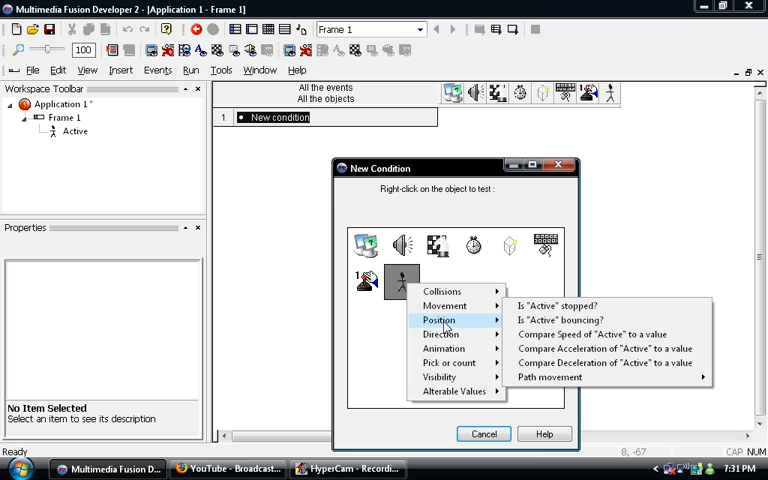 Multimedia Fusion Developer 2 - [Application 1 - Frame 1]
Frame 1
100
File Edit View Insert Events Run Tools Window Help
Workspace Toolbar
Application 1 *
Frame 1
Active
All the events
All the objects
1 • New condition
New Condition
Right-click on the object to test :
Properties
Collisions
Movement
Position
Direction
Animation
Pick or count
Visibility
Alterable Values
Is "Active" stopped?
Is "Active" bouncing?
Compare Speed of "Active" to a value
Compare Acceleration of "Active" to a value
Compare Deceleration of "Active" to a value
Path movement
No Item Selected
Select an item to see its description
Cancel
Help
Ready
8, -67
CAP NUM
Multimedia Fusion D...
YouTube - Broadcast...
HyperCam - Recordi...
7:31 PM